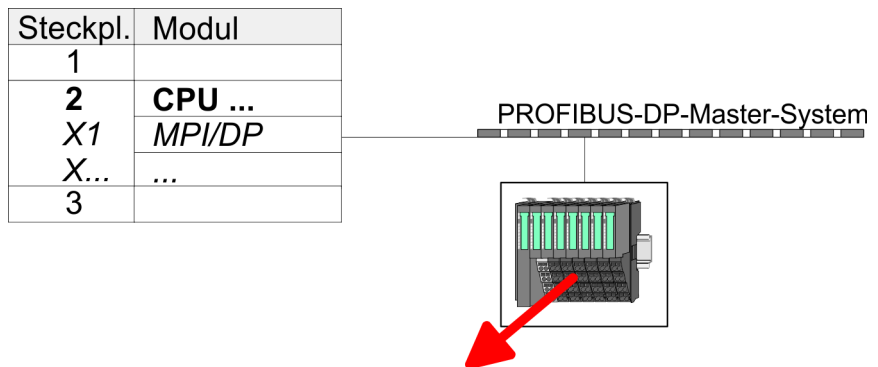 Steckpl. Modul
1
2 CPU ...
X1 MPI/DP
X... ...
3
PROFIBUS-DP-Master-System